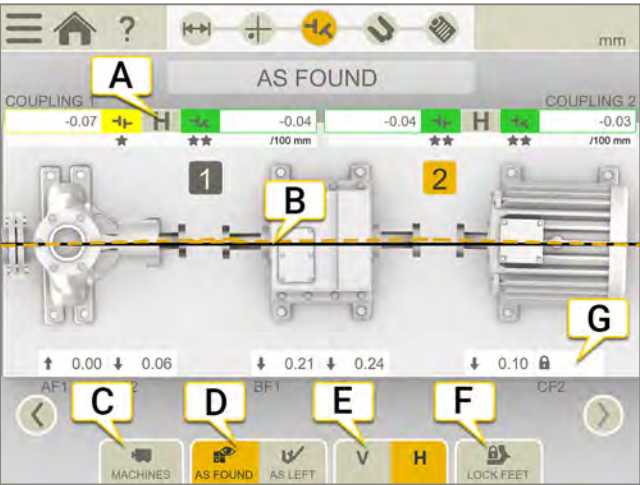 ?
mm
A
AS FOUND
COUPLING 1
COUPLING 2
-0.07 H -0.04
-0.04 H -0.03
/100 mm
/100 mm
1
2
B
G
0.00 0.06
0.21 0.24
0.10
AF1 2
BF1
CF2
C
D
E
F
MACHINES
AS FOUND
AS LEFT
V
H
LOCK FEET